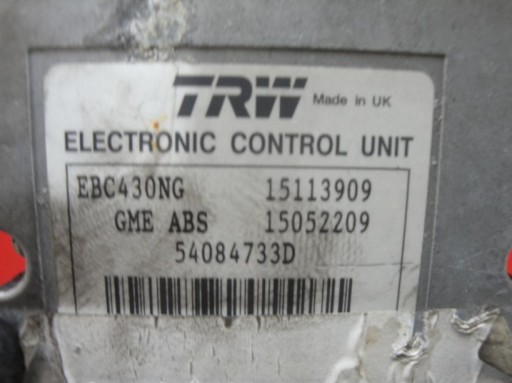 TRW Made in UK
ELECTRONIC CONTROL UNIT
EBC430NG 15113909
GME ABS 15052209
54084733D